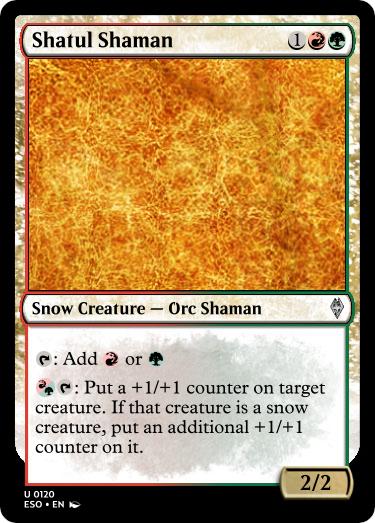 Shatul Shaman 1
Snow Creature — Orc Shaman
: Add or
: Put a +1/+1 counter on target
creature. If that creature is a snow
creature, put an additional +1/+1
counter on it.
2/2
U 0120
ESO • EN